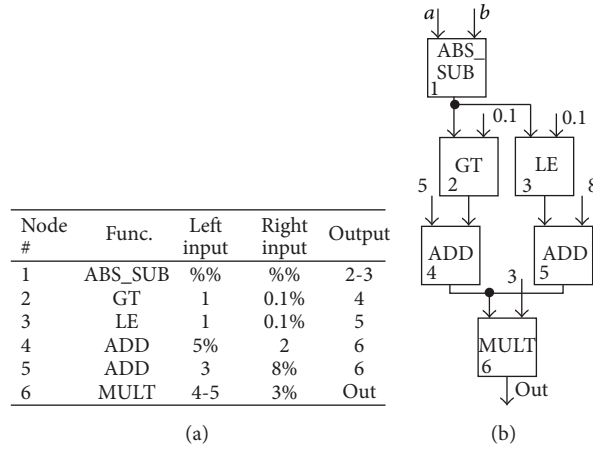 Node # Func. Left input Right input Output
1 ABS_SUB %% %% 2-3
2 GT 1 0.1% 4
3 LE 1 0.1% 5
4 ADD 5% 2 6
5 ADD 3 8% 6
6 MULT 4-5 3% Out
(a)
a b
ABS_
SUB
1
0.1 0.1
GT LE
2 3
5 8
ADD ADD
4 5
3
MULT
6
Out
(b)